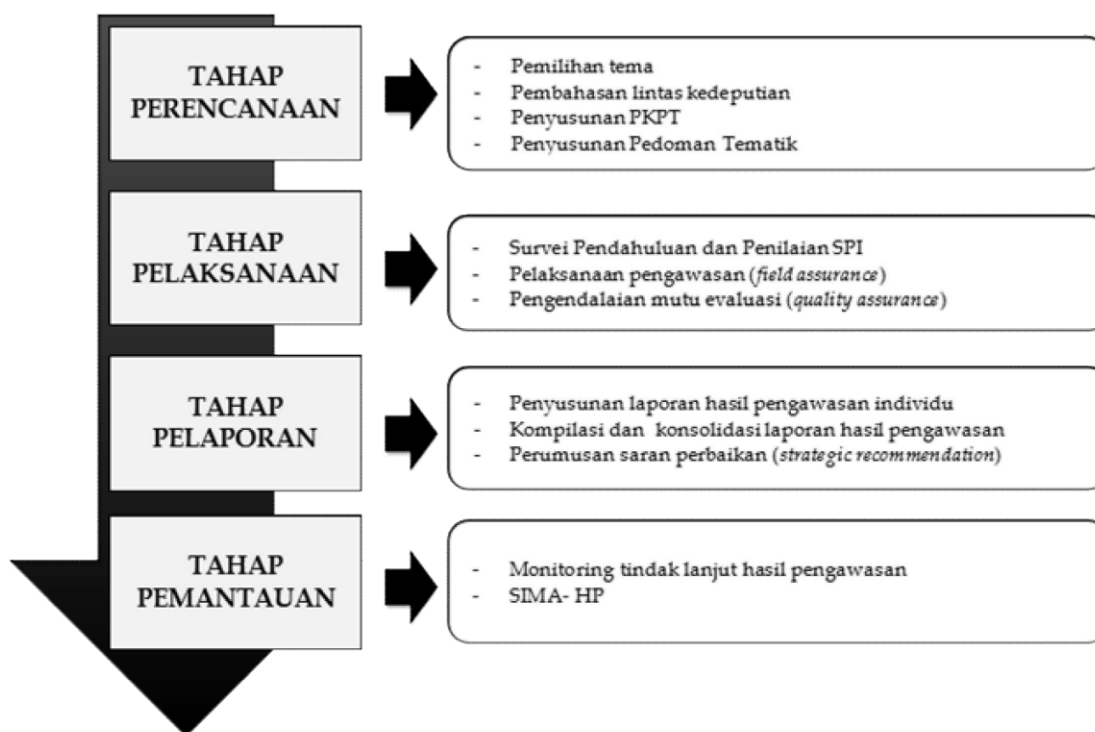 TAHAP
PERENCANAAN
- Pemilihan tema
- Pembahasan lintas kedeputian
- Penyusunan PKPT
- Penyusunan Pedoman Tematik
TAHAP
PELAKSANAAN
- Survei Pendahuluan dan Penilaian SPI
- Pelaksanaan pengawasan (field assurance)
- Pengendalaian mutu evaluasi (quality assurance)
TAHAP
PELAPORAN
- Penyusunan laporan hasil pengawasan individu
- Kompilasi dan konsolidasi laporan hasil pengawasan
- Perumusan saran perbaikan (strategic recommendation)
TAHAP
PEMANTAUAN
- Monitoring tindak lanjut hasil pengawasan
- SIMA- HP